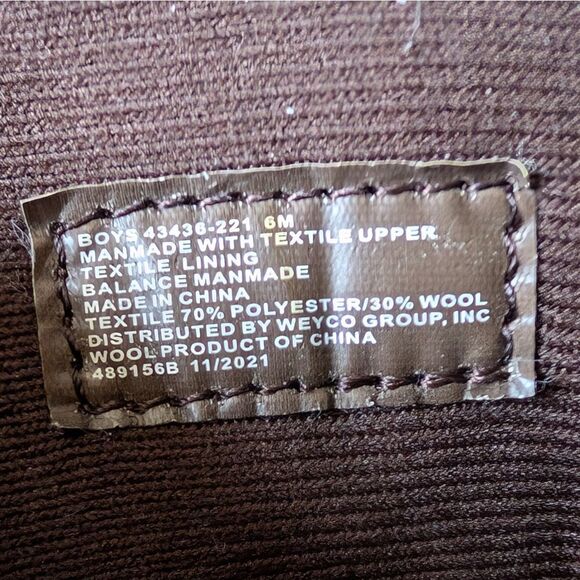 BOYS 43436-221 6M
MANMADE WITH TEXTILE UPPER
TEXTILE LINING
BALANCE MANMADE
MADE IN CHINA
TEXTILE 70% POLYESTER/30% WOOL
DISTRIBUTED BY WEYCO GROUP, INC
WOOL PRODUCT OF CHINA
489156B 11/2021